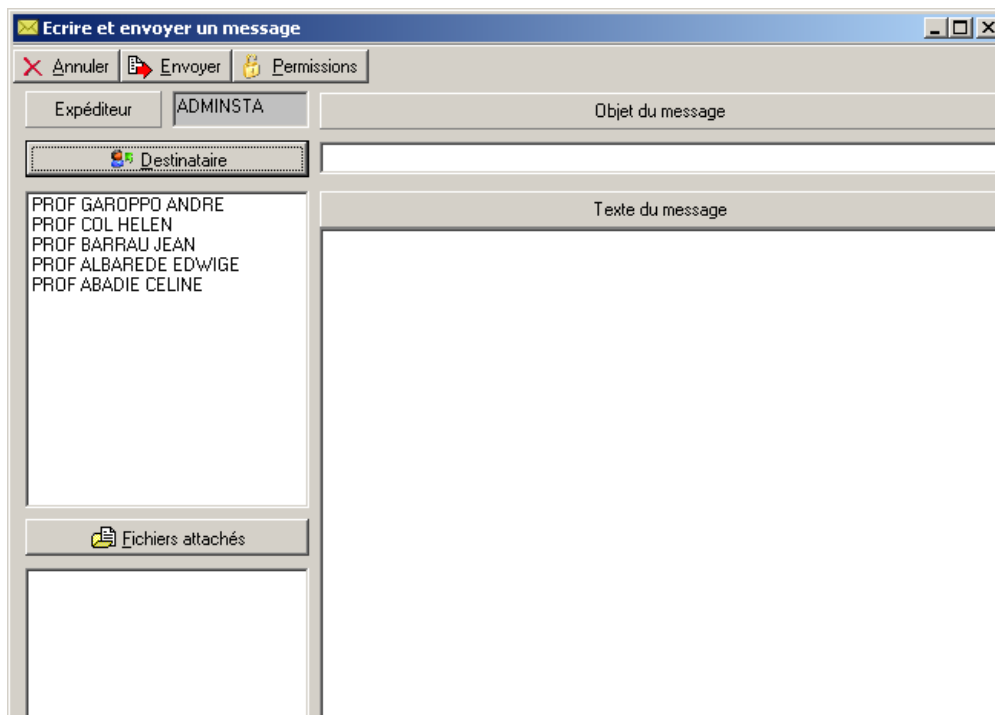 Ecrire et envoyer un message
Annuler Envoyer Permissions
Expéditeur ADMINSTA
Objet du message
Destinataire
PROF GAROPPO ANDRE
PROF COL HELEN
PROF BARRAU JEAN
PROF ALBAREDE EDWIGE
PROF ABADIE CELINE
Texte du message
Fichiers attachés